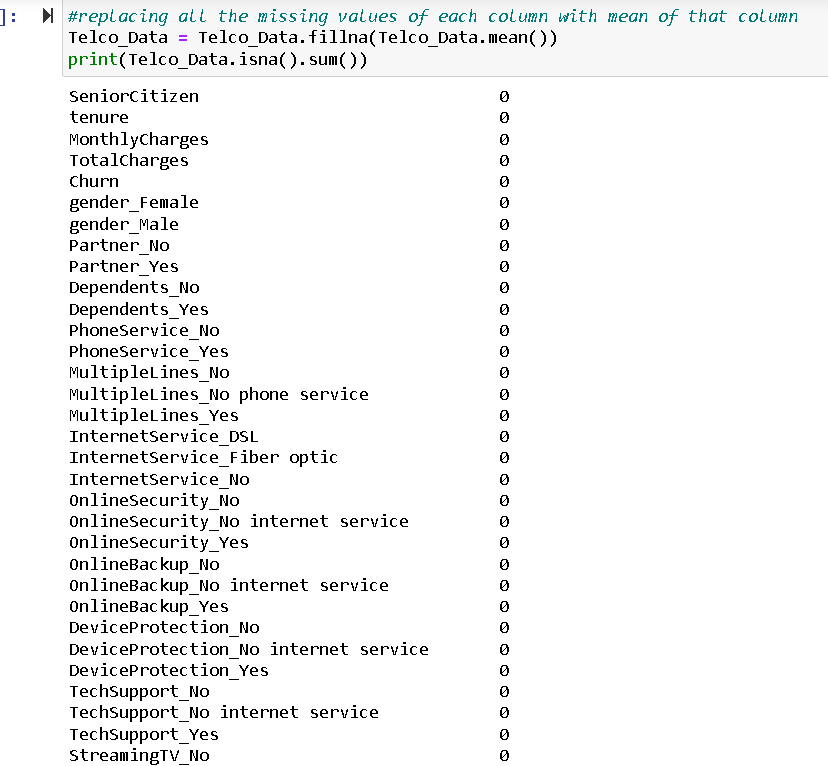 ]:
#replacing all the missing values of each column with mean of that column
Telco_Data = Telco_Data.fillna(Telco_Data.mean())
print(Telco_Data.isna().sum())
SeniorCitizen 0
tenure 0
MonthlyCharges 0
TotalCharges 0
Churn 0
gender_Female 0
gender_Male 0
Partner_No 0
Partner_Yes 0
Dependents_No 0
Dependents_Yes 0
PhoneService_No 0
PhoneService_Yes 0
MultipleLines_No 0
MultipleLines_No phone service 0
MultipleLines_Yes 0
InternetService_DSL 0
InternetService_Fiber optic 0
InternetService_No 0
OnlineSecurity_No 0
OnlineSecurity_No internet service 0
OnlineSecurity_Yes 0
OnlineBackup_No 0
OnlineBackup_No internet service 0
OnlineBackup_Yes 0
DeviceProtection_No 0
DeviceProtection_No internet service 0
DeviceProtection_Yes 0
TechSupport_No 0
TechSupport_No internet service 0
TechSupport_Yes 0
StreamingTV_No 0